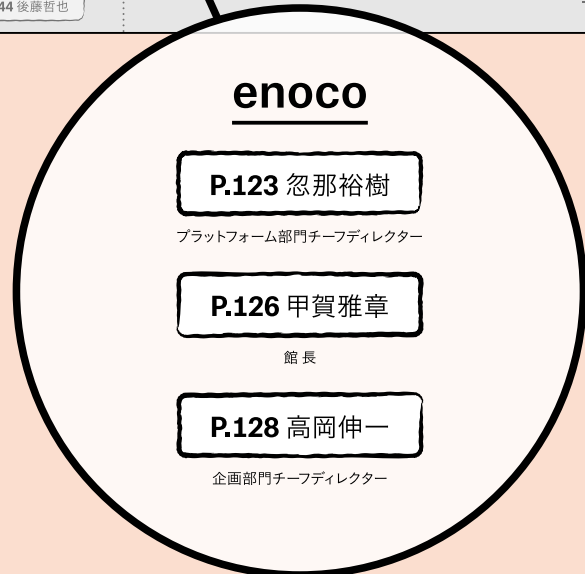 44 後藤哲也
enoco
P.123 忽那裕樹
プラットフォーム部門チーフディレクター
P.126 甲賀雅章
館 長
P.128 高岡伸一
企画部門チーフディレクター